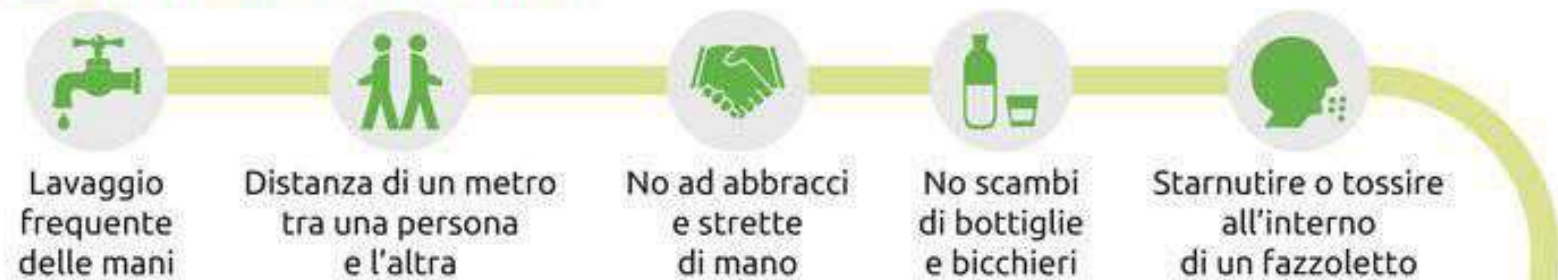 Lavaggio
frequente
delle mani
Distanza di un metro
tra una persona
e l'altra
No ad abbracci
e strette
di mano
No scambi
di bottiglie
e bicchieri
Starnutire o tossire
all'interno
di un fazzoletto